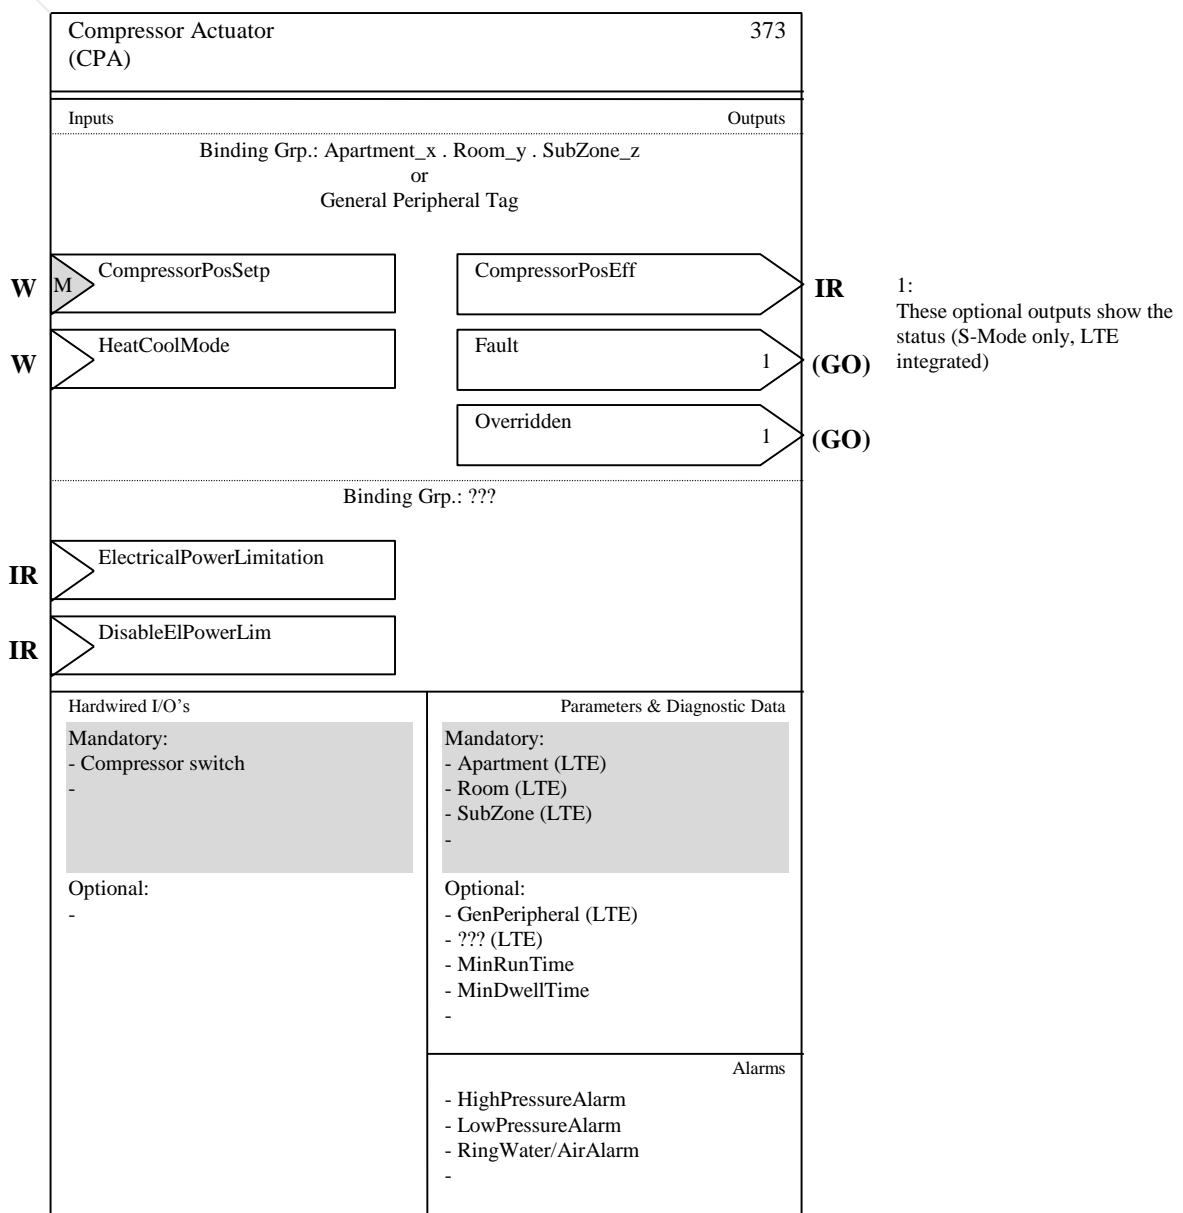 Compressor Actuator 373
(CPA)
Inputs Outputs
Binding Grp.: Apartment_x . Room_y . SubZone_z
or
General Peripheral Tag
W M CompressorPosSetp CompressorPosEff IR
1:
These optional outputs show the
status (S-Mode only, LTE
integrated)
W HeatCoolMode Fault 1 (GO)
Overridden 1 (GO)
Binding Grp.: ???
IR ElectricalPowerLimitation
IR DisableElPowerLim
Hardwired I/O's
Mandatory:
- Compressor switch
-
Optional:
-
Parameters & Diagnostic Data
Mandatory:
- Apartment (LTE)
- Room (LTE)
- SubZone (LTE)
-
Optional:
- GenPeripheral (LTE)
- ??? (LTE)
- MinRunTime
- MinDwellTime
-
Alarms
- HighPressureAlarm
- LowPressureAlarm
- RingWater/AirAlarm
-